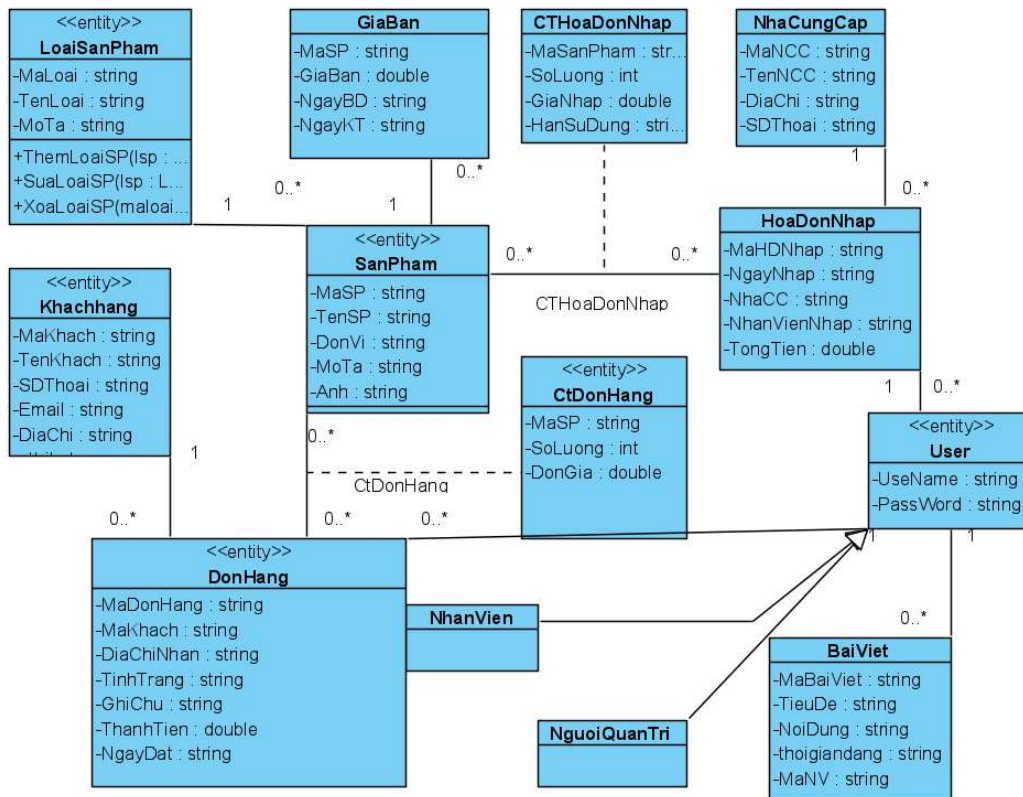 <<entity>>
LoaiSanPham
-MaLoai : string
-TenLoai : string
-MoTa : string
+ThemLoaiSP(lsp : ...
+SuaLoaiSP(lsp : L...
+XoaLoaiSP(maloai...
GiaBan
-MaSP : string
-GiaBan : double
-NgayBD : string
-NgayKT : string
CTHoaDonNhap
-MaSanPham : str...
-SoLuong : int
-GiaNhap : double
-HanSuDung : stri...
NhaCungCap
-MaNCC : string
-TenNCC : string
-DiaChi : string
-SDThoai : string
0..*
1
0..*
1
1
0..*
<<entity>>
SanPham
-MaSP : string
-TenSP : string
-DonVi : string
-MoTa : string
-Anh : string
0..*
0..*
CTHoaDonNhap
HoaDonNhap
-MaHDNhap : string
-NgayNhap : string
-NhaCC : string
-NhanVienNhap : string
-TongTien : double
<<entity>>
Khachhang
-MaKhach : string
-TenKhach : string
-SDThoai : string
-Email : string
-DiaChi : string
<<entity>>
CtDonHang
-MaSP : string
-SoLuong : int
-DonGia : double
1
0..*
<<entity>>
User
-UseName : string
-PassWord : string
1
0..*
0..*
CtDonHang
0..*
0..*
1
1
<<entity>>
DonHang
-MaDonHang : string
-MaKhach : string
-DiaChiNhan : string
-TinhTrang : string
-GhiChu : string
-ThanhTien : double
-NgayDat : string
NhanVien
NguoiQuanTri
0..*
BaiViet
-MaBaiViet : string
-TieuDe : string
-NoiDung : string
-thoigiandang : string
-MaNV : string